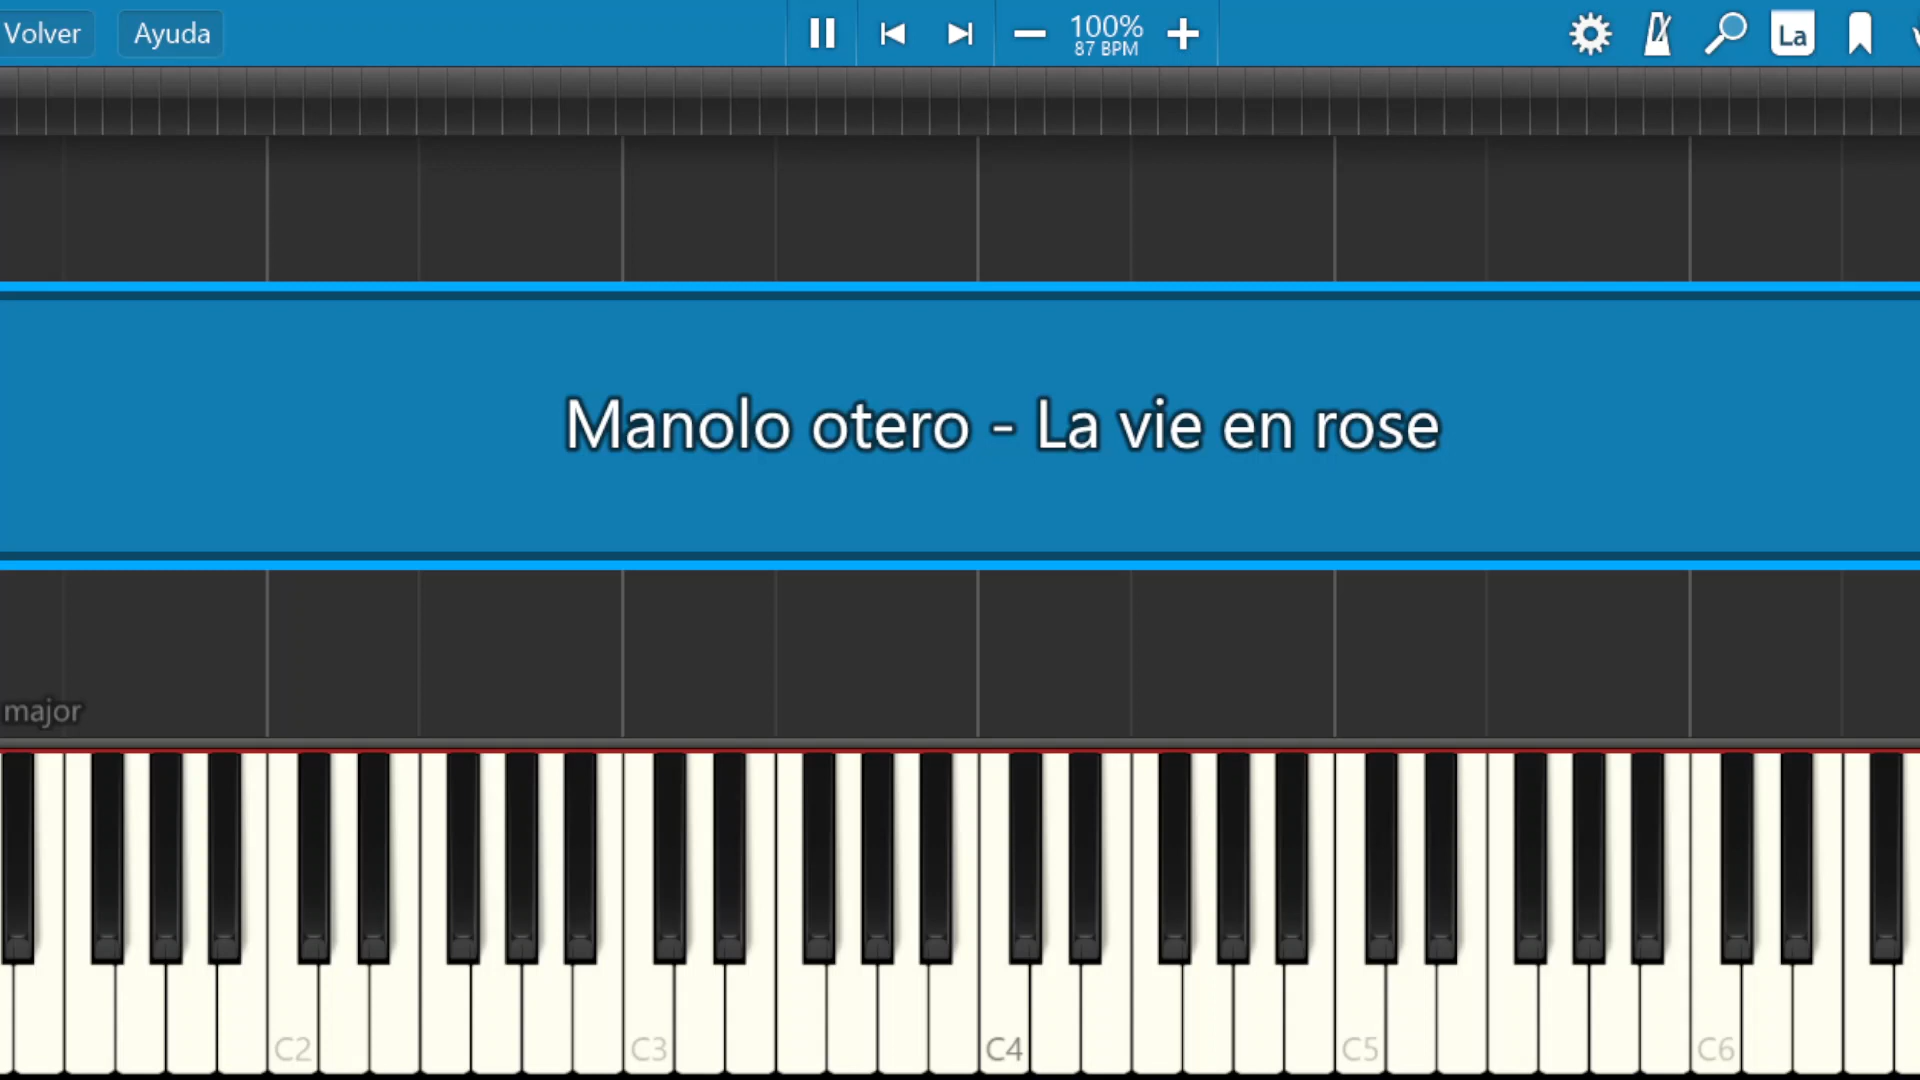 Volver
Ayuda
100%
87 BPM
La
Manolo otero - La vie en rose
major
C2
C3
C4
C5
C6